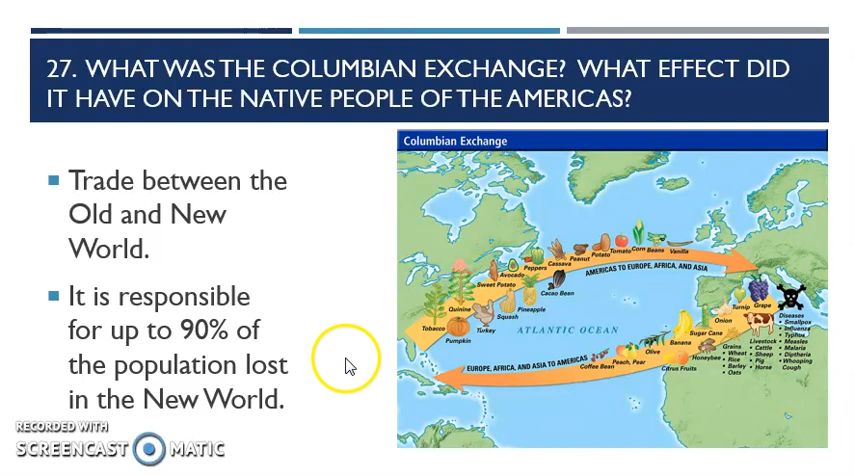 27. WHAT WAS THE COLUMBIAN EXCHANGE? WHAT EFFECT DID
IT HAVE ON THE NATIVE PEOPLE OF THE AMERICAS?
Trade between the
Old and New
World.
It is responsible
for up to 90% of
the population lost
in the New World.
Columbian Exchange
AMERICAS TO EUROPE, AFRICA, AND ASIA
Tobacco
Pumpkin
Quinine
Turkey
Sweet Potato
Squash
Avocado
Pineapple
Peppers
Cacao Bean
Cassava
Peanut
Potato
Tomato
Corn
Beans
Vanilla
ATLANTIC OCEAN
EUROPE, AFRICA, AND ASIA TO AMERICAS
Coffee Bean
Peach, Pear
Olive
Citrus Fruits
Banana
Honeybee
Sugar Cane
Onion
Turnip
Grape
Grains
• Wheat
• Rice
• Barley
• Oats
Livestock
• Cattle
• Sheep
• Pig
• Horse
Diseases
• Smallpox
• Influenza
• Typhus
• Measles
• Malaria
• Diptheria
• Whooping
Cough
RECORDED WITH
SCREENCAST MATIC